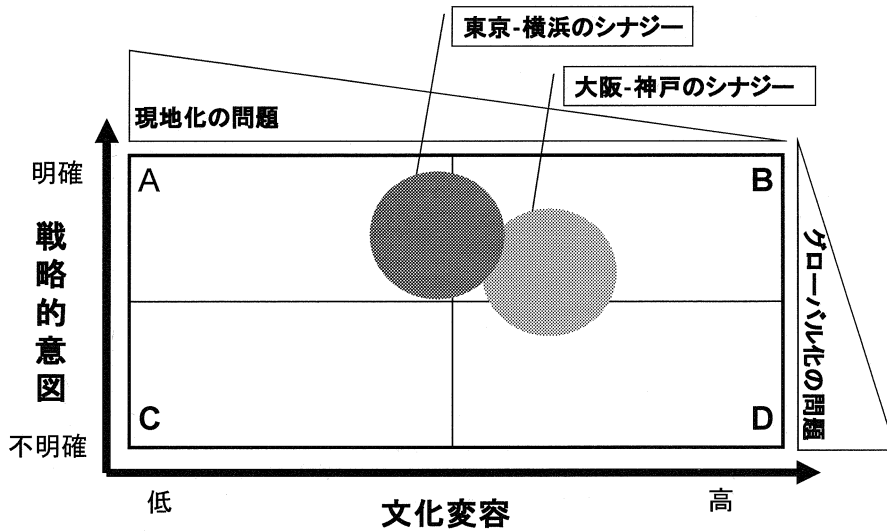 東京-横浜のシナジー
大阪-神戸のシナジー
現地化の問題
明確
A
B
戦略的意図
グローバル化の問題
C
D
不明確
低
文化変容
高